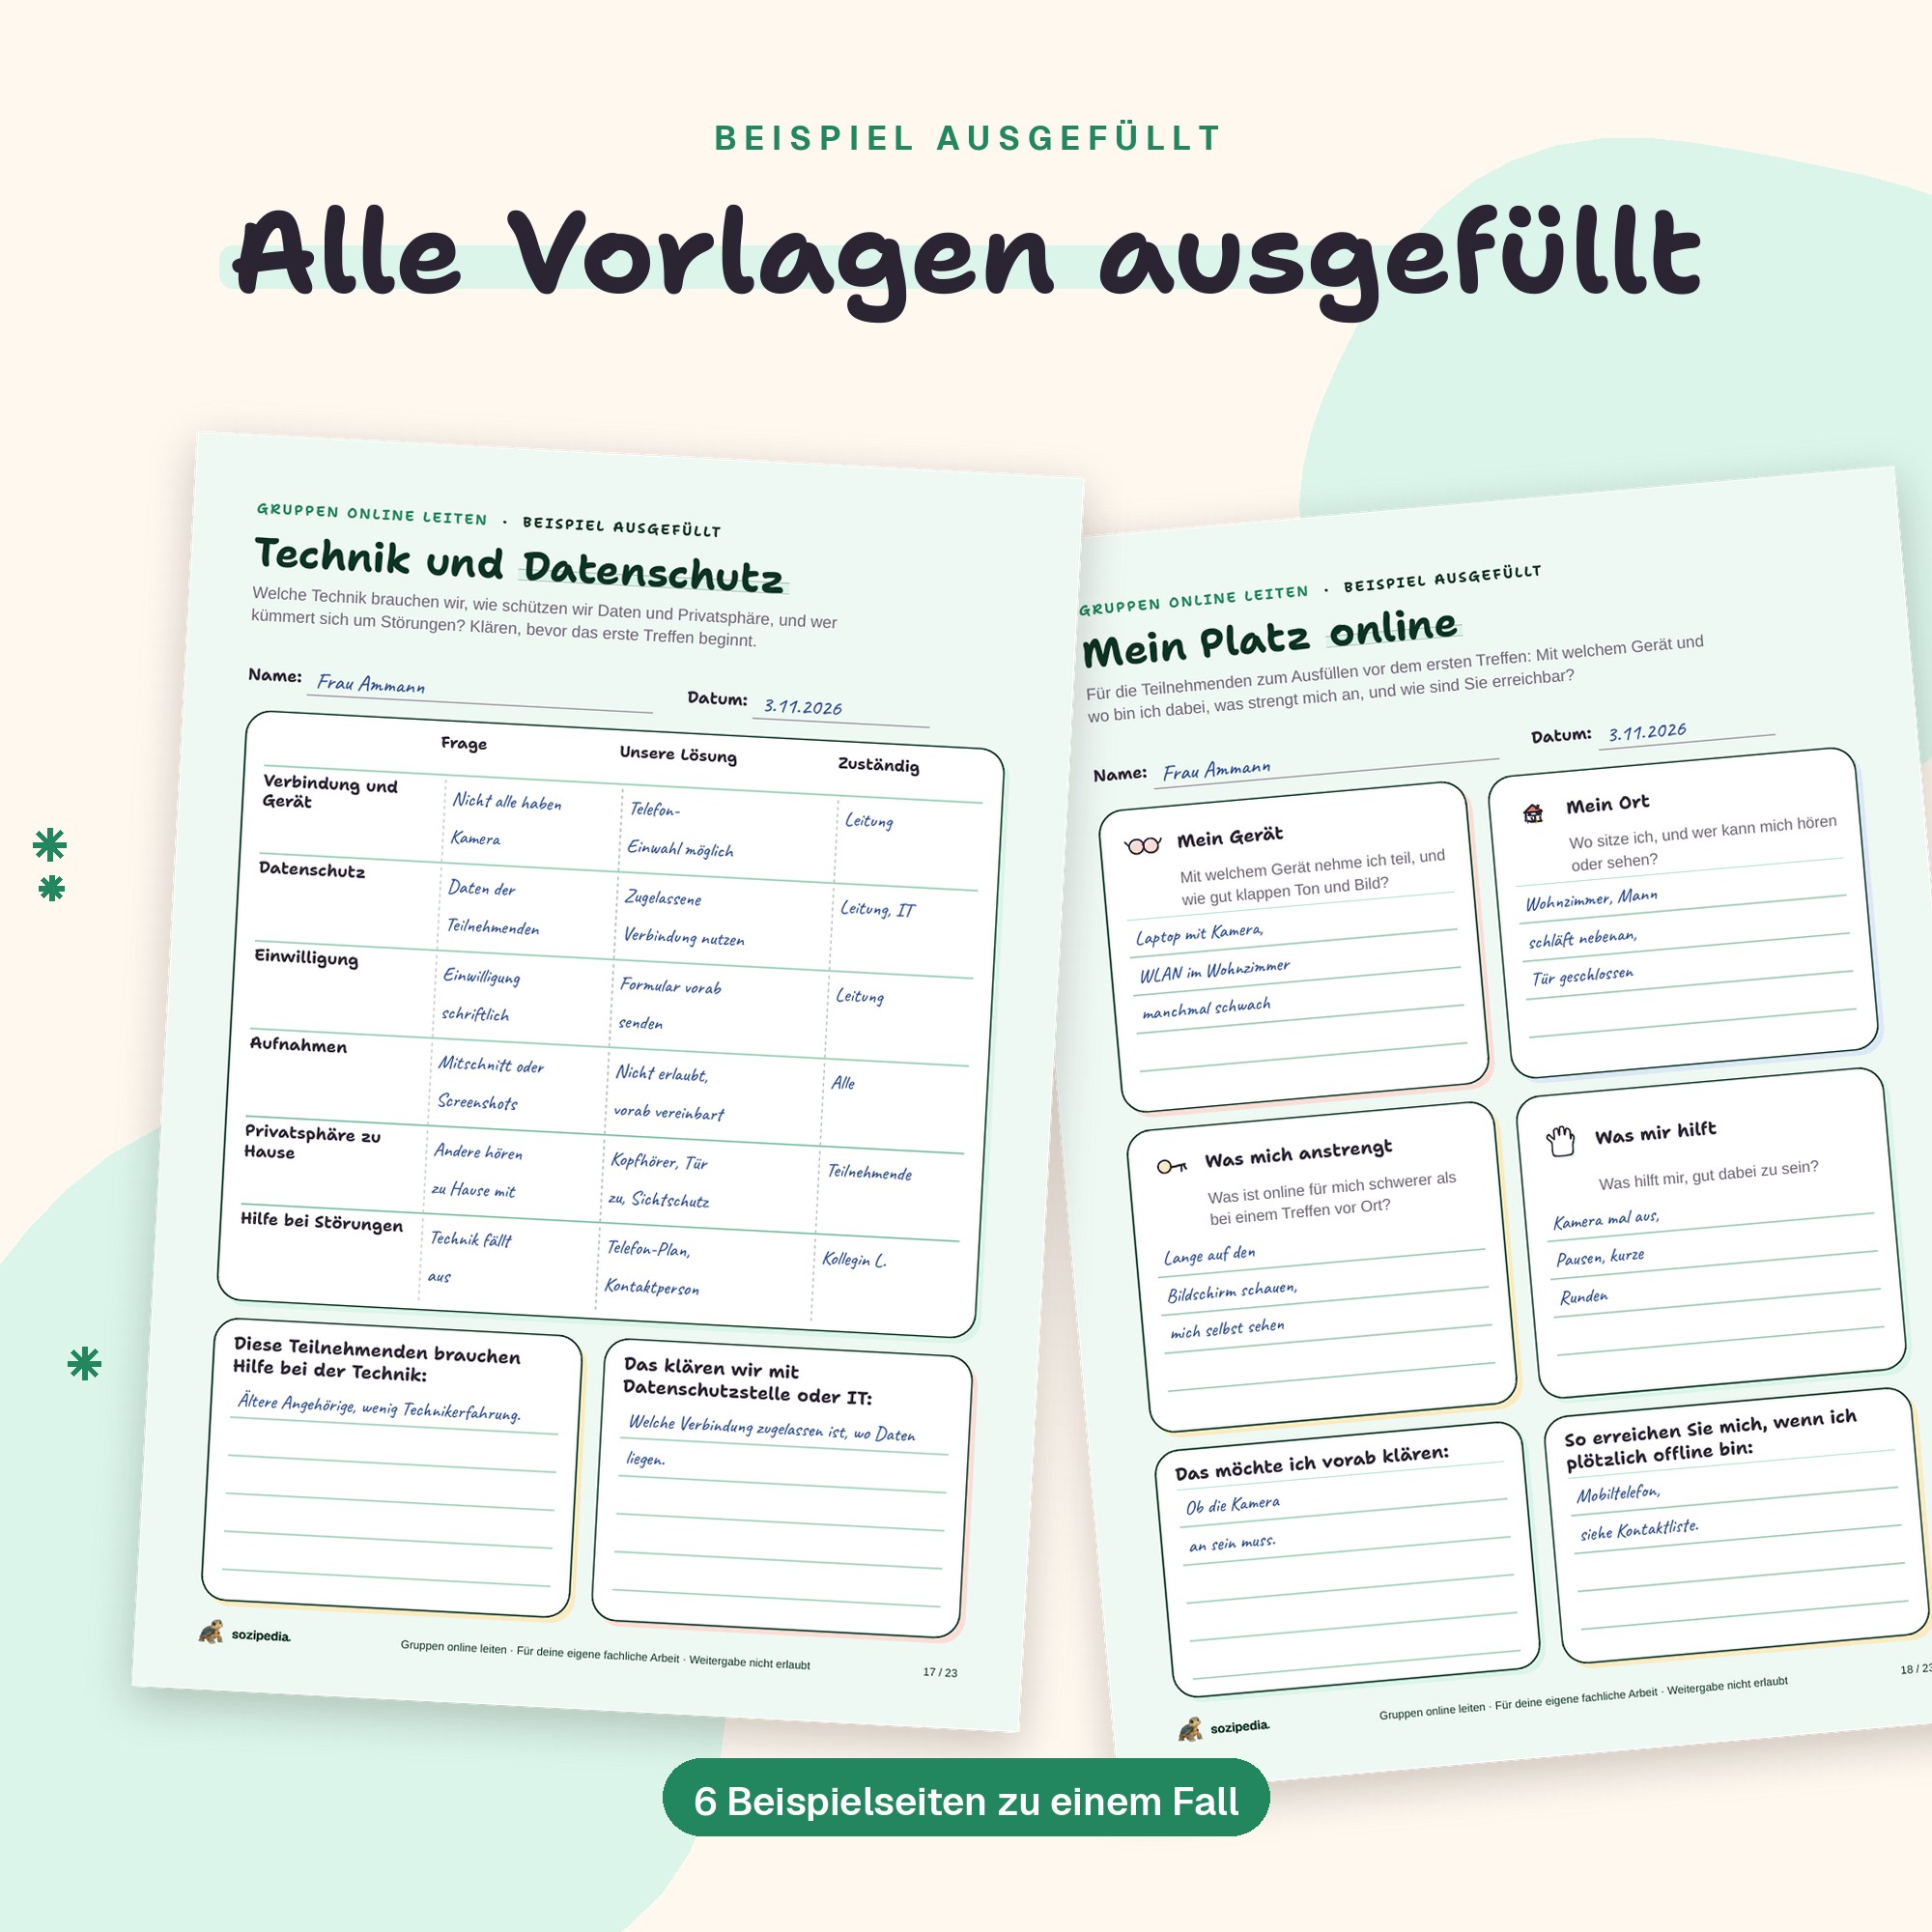 BEISPIEL AUSGEFÜLLT
Alle Vorlagen ausgefüllt
GRUPPEN ONLINE LEITEN · BEISPIEL AUSGEFÜLLT
Technik und Datenschutz
Welche Technik brauchen wir, wie schützen wir Daten und Privatsphäre, und wer
kümmert sich um Störungen? Klären, bevor das erste Treffen beginnt.
Name: Frau Ammann Datum: 3.11.2026
Frage Unsere Lösung Zuständig
Verbindung und
Gerät
Nicht alle haben
Kamera
Telefon-
Einwahl möglich
Leitung
Datenschutz
Daten der
Teilnehmenden
Zugelassene
Verbindung nutzen
Leitung, IT
Einwilligung
Einwilligung
schriftlich
Formular vorab
senden
Leitung
Aufnahmen
Mitschnitt oder
Screenshots
Nicht erlaubt,
vorab vereinbart
Alle
Privatsphäre zu
Hause
Andere hören
zu Hause mit
Kopfhörer, Tür
zu, Sichtschutz
Teilnehmende
Hilfe bei Störungen
Technik fällt
aus
Telefon-Plan,
Kontaktperson
Kollegin L.
Diese Teilnehmenden brauchen
Hilfe bei der Technik:
Ältere Angehörige, wenig Technikerfahrung.
Das klären wir mit
Datenschutzstelle oder IT:
Welche Verbindung zugelassen ist, wo Daten
liegen.
sozipedia.
Gruppen online leiten · Für deine eigene fachliche Arbeit · Weitergabe nicht erlaubt
17 / 23
GRUPPEN ONLINE LEITEN · BEISPIEL AUSGEFÜLLT
Mein Platz online
Für die Teilnehmenden zum Ausfüllen vor dem ersten Treffen: Mit welchem Gerät und
wo bin ich dabei, was strengt mich an, und wie sind Sie erreichbar?
Name: Frau Ammann Datum: 3.11.2026
Mein Gerät
Mit welchem Gerät nehme ich teil, und
wie gut klappen Ton und Bild?
Laptop mit Kamera,
WLAN im Wohnzimmer
manchmal schwach
Mein Ort
Wo sitze ich, und wer kann mich hören
oder sehen?
Wohnzimmer, Mann
schläft nebenan,
Tür geschlossen
Was mich anstrengt
Was ist online für mich schwerer als
bei einem Treffen vor Ort?
Lange auf den
Bildschirm schauen,
mich selbst sehen
Was mir hilft
Was hilft mir, gut dabei zu sein?
Kamera mal aus,
Pausen, kurze
Runden
Das möchte ich vorab klären:
Ob die Kamera
an sein muss.
So erreichen Sie mich, wenn ich
plötzlich offline bin:
Mobiltelefon,
siehe Kontaktliste.
sozipedia.
Gruppen online leiten · Für deine eigene fachliche Arbeit · Weitergabe nicht erlaubt
18 / 23
6 Beispielseiten zu einem Fall